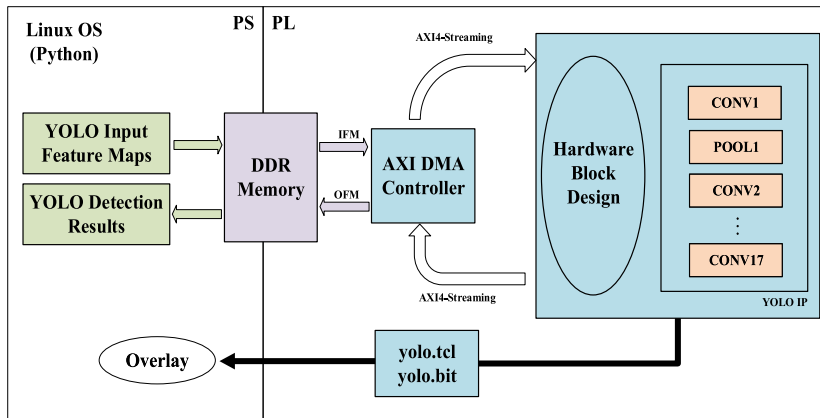 Linux OS
(Python)
PS
PL
YOLO Input
Feature Maps
YOLO Detection
Results
DDR
Memory
IFM
OFM
AXI DMA
Controller
AXI4-Streaming
AXI4-Streaming
Hardware
Block
Design
CONV1
POOL1
CONV2
⋮
CONV17
YOLO IP
Overlay
yolo.tcl
yolo.bit